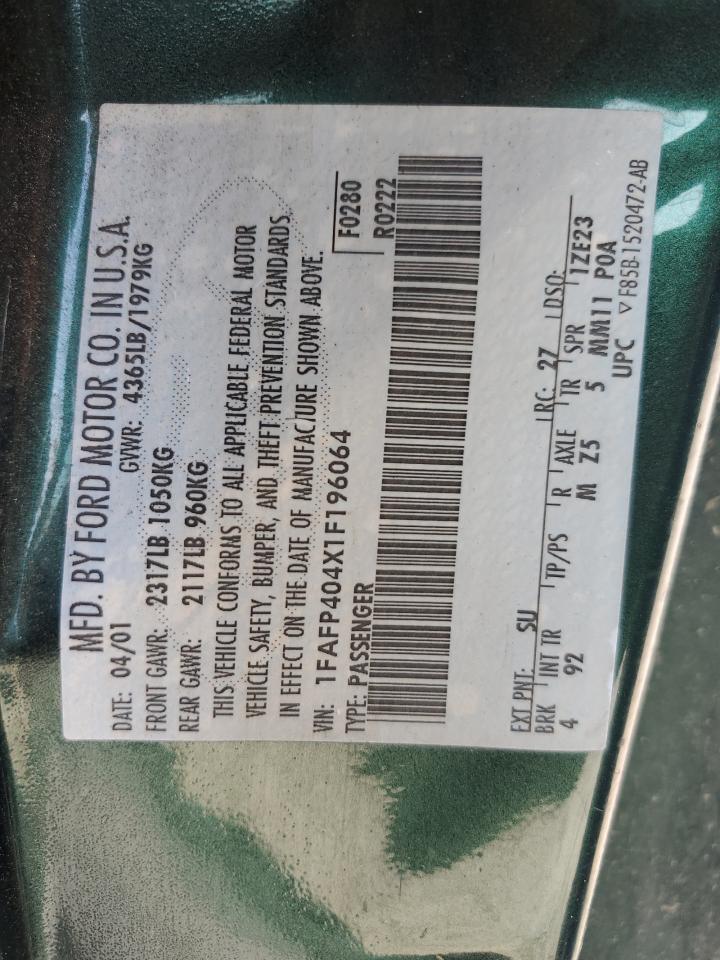 MFD. BY FORD MOTOR CO. IN U.S.A.
DATE: 04/01 GVWR: 4365LB/1979KG
FRONT GAWR: 2317LB 1050KG
REAR GAWR: 2117LB 960KG
THIS VEHICLE CONFORMS TO ALL APPLICABLE FEDERAL MOTOR
VEHICLE SAFETY, BUMPER, AND THEFT PREVENTION STANDARDS
IN EFFECT ON THE DATE OF MANUFACTURE SHOWN ABOVE.
VIN: 1FAFP404X1F196064 F0280
TYPE: PASSENGER R0222
EXT PNT: SU RC: 27 DSO:
BRK INT TR TP/PS R AXLE TR SPR 1ZE23
4 92 M Z5 5 MM11 POA
UPC ▽ F85B-1520472-AB